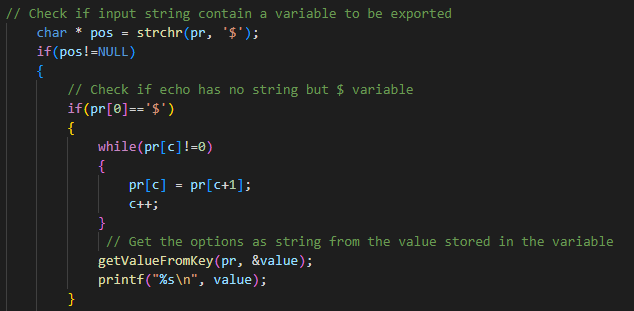 // Check if input string contain a variable to be exported
char * pos = strchr(pr, '$');
if(pos!=NULL)
{
// Check if echo has no string but $ variable
if(pr[0]=='$')
{
while(pr[c]!=0)
{
pr[c] = pr[c+1];
c++;
}
// Get the options as string from the value stored in the variable
getValueFromKey(pr, &value);
printf("%s\n", value);
}